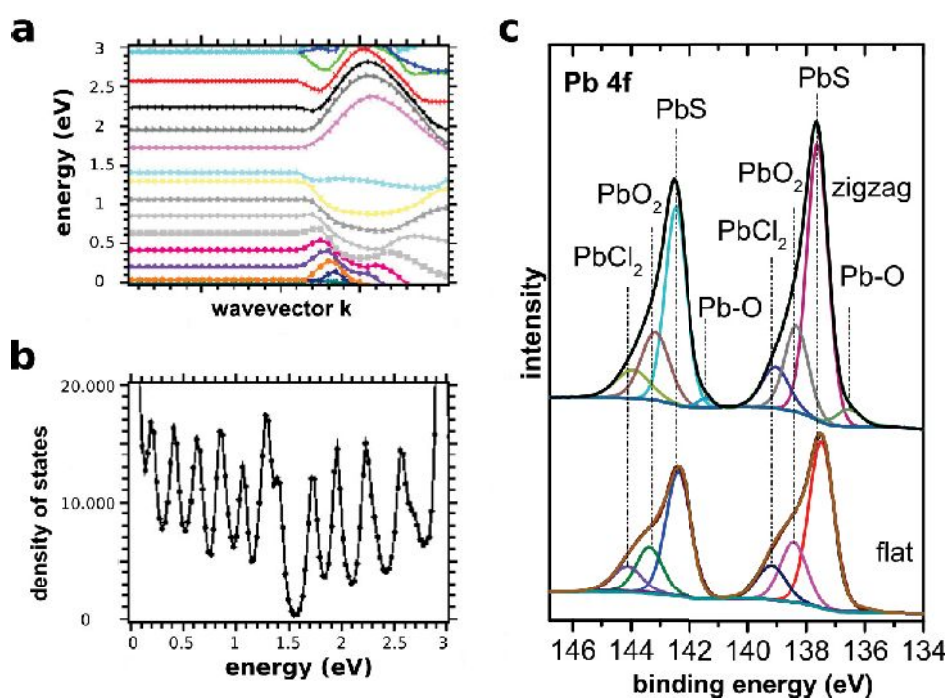 a
3
2.5
2
1.5
1
0.5
0
energy (eV)
wavevector k
b
20.000
10.000
0
density of states
0 0.5 1 1.5 2 2.5 3
energy (eV)
c
Pb 4f
PbS
PbS
PbO2
PbO2
zigzag
PbCl2
PbCl2
Pb-O
Pb-O
flat
intensity
146 144 142 140 138 136 134
binding energy (eV)